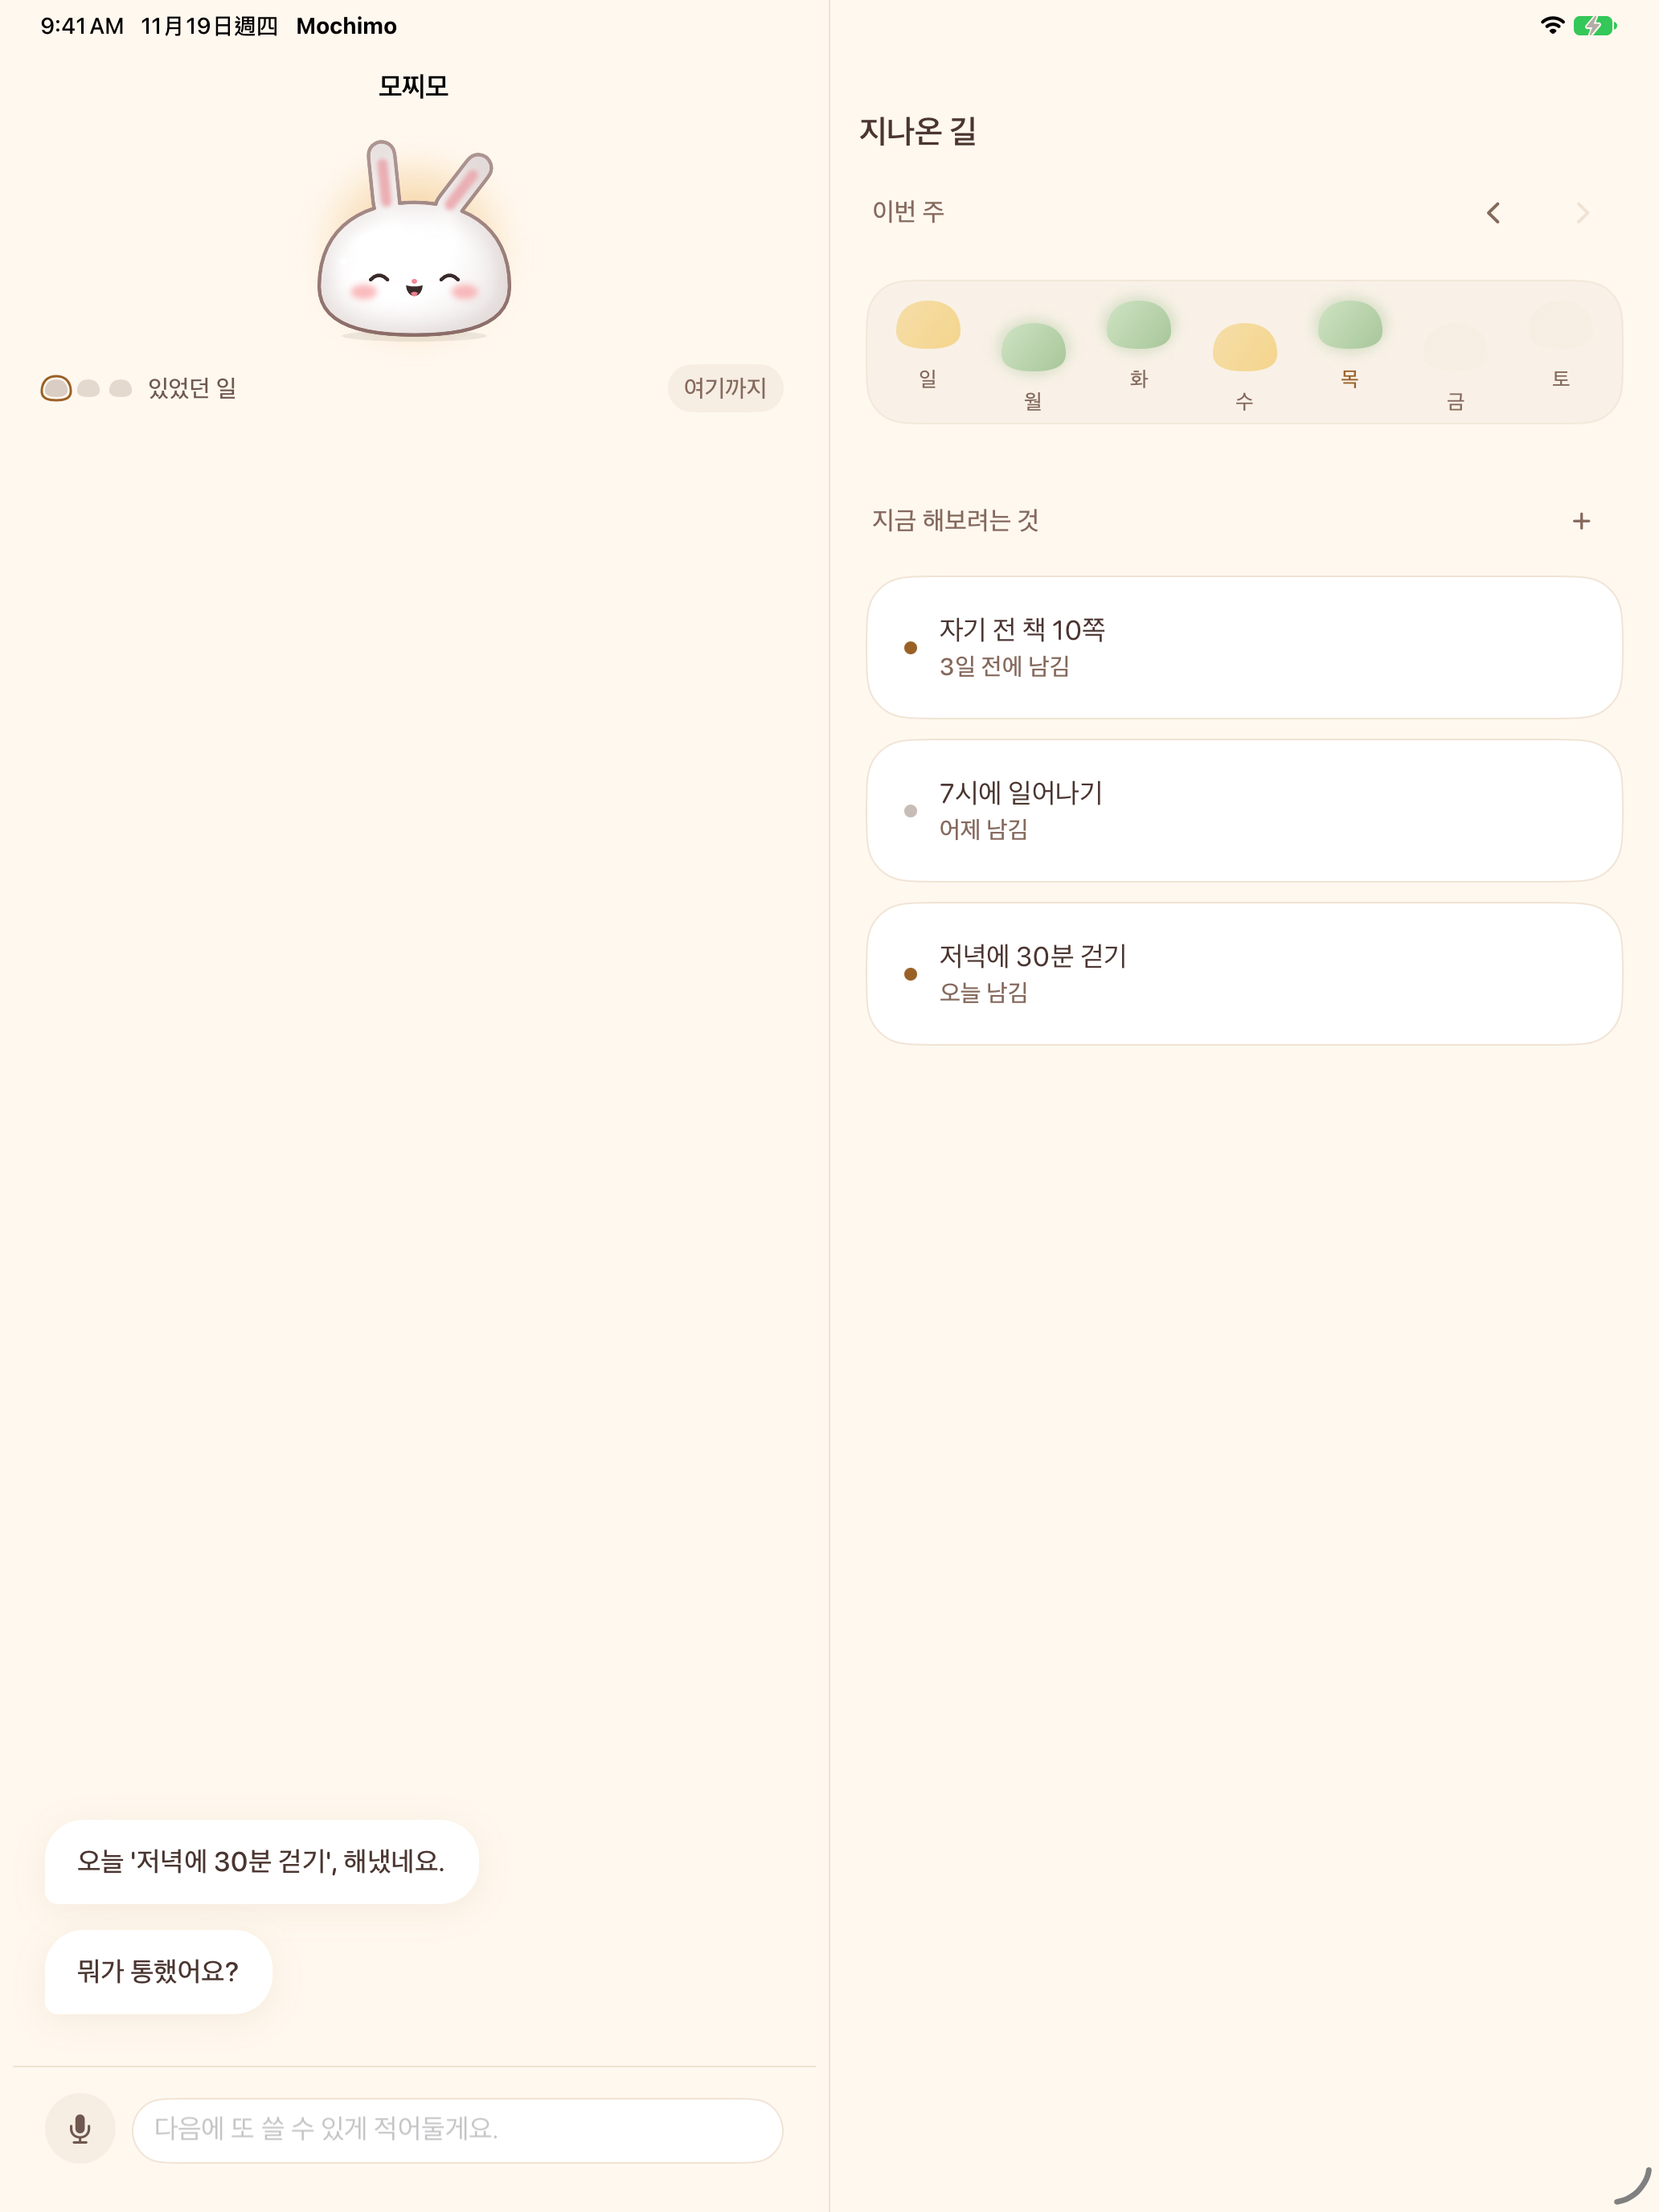 9:41 AM 11月19日週四 Mochimo
모찌모
있었던 일
여기까지
오늘 '저녁에 30분 걷기', 해냈네요.
뭐가 통했어요?
다음에 또 쓸 수 있게 적어둘게요.
지나온 길
이번 주
일
월
화
수
목
금
토
지금 해보려는 것
자기 전 책 10쪽
3일 전에 남김
7시에 일어나기
어제 남김
저녁에 30분 걷기
오늘 남김